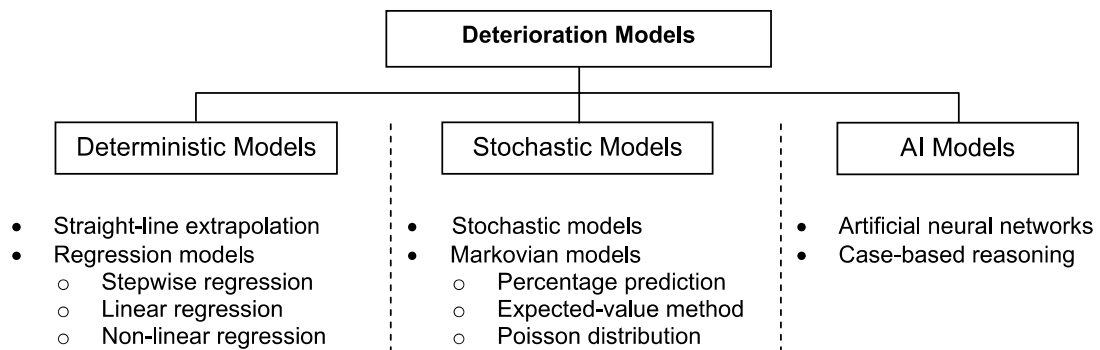 Deterioration Models
Deterministic Models
Stochastic Models
AI Models
• Straight-line extrapolation
• Regression models
o Stepwise regression
o Linear regression
o Non-linear regression
• Stochastic models
• Markovian models
o Percentage prediction
o Expected-value method
o Poisson distribution
• Artificial neural networks
• Case-based reasoning